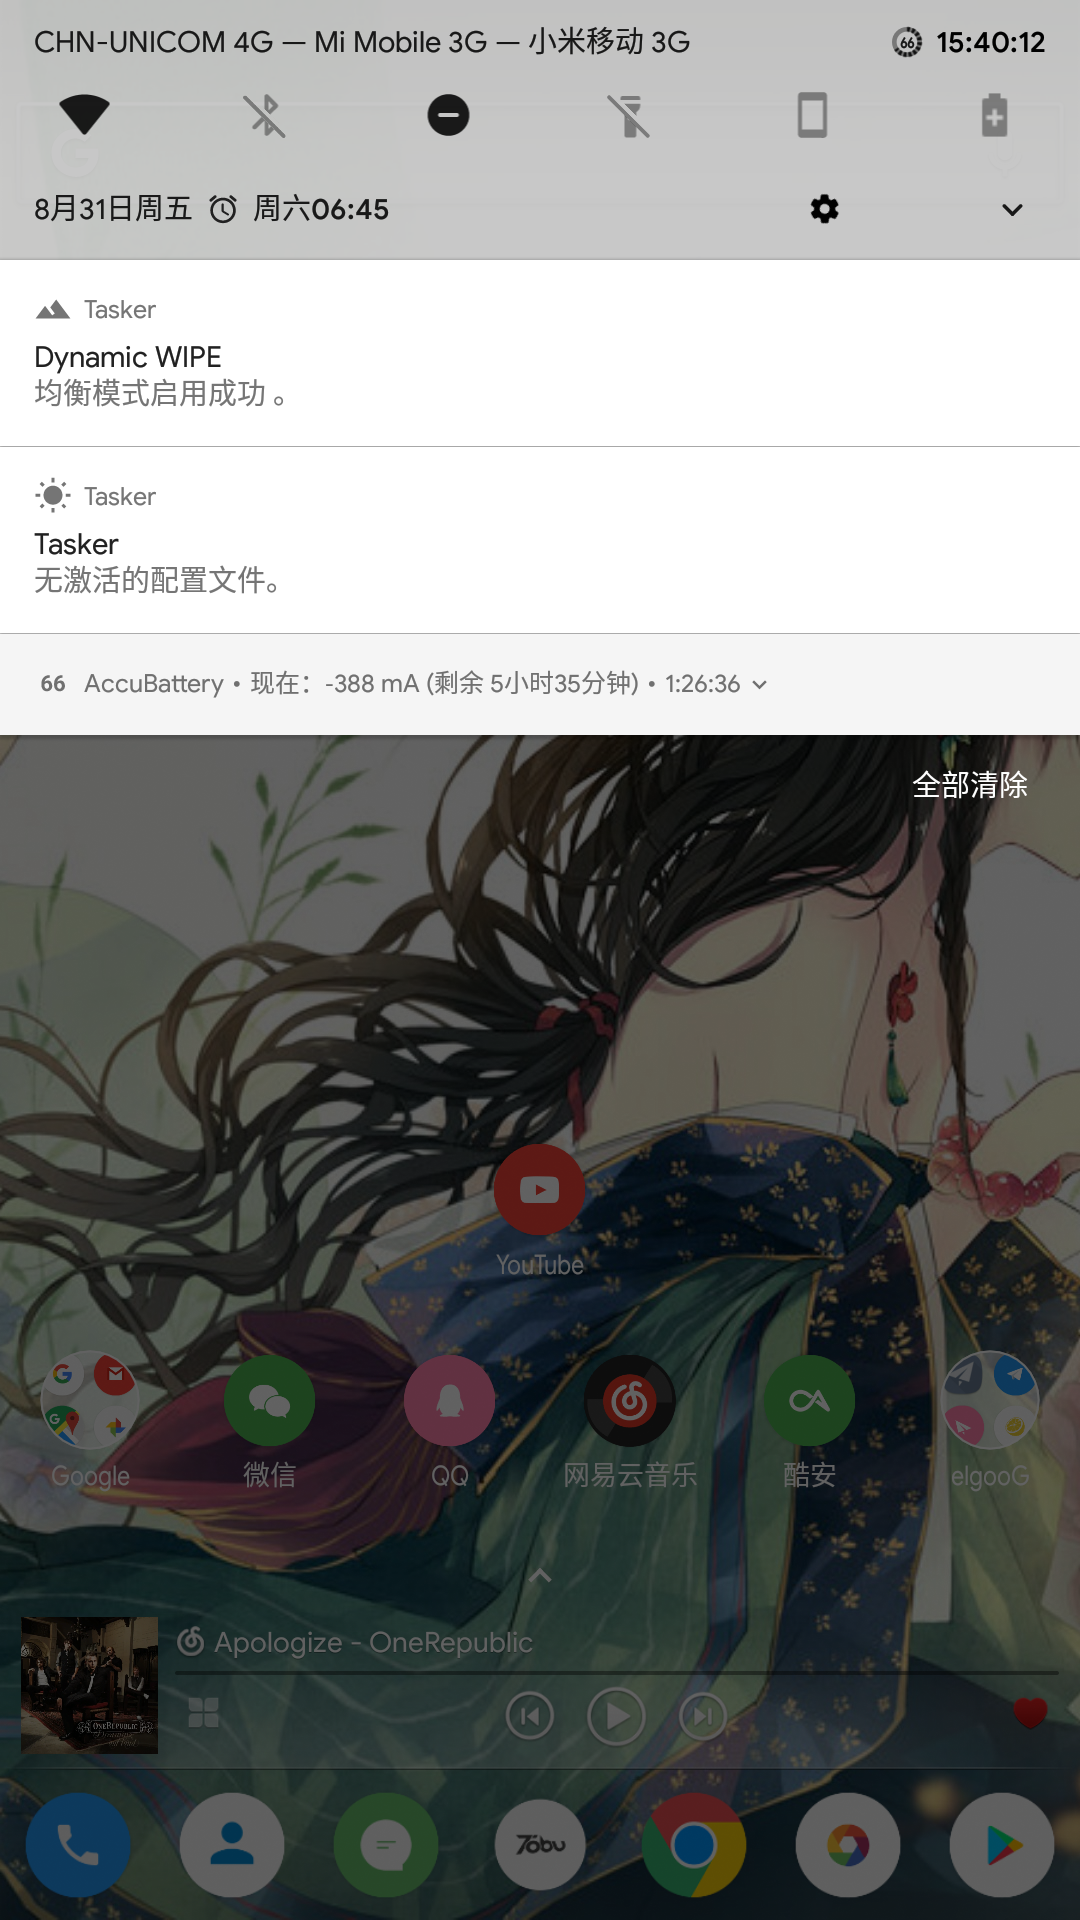 CHN-UNICOM 4G — Mi Mobile 3G — 小米移动 3G 66 15:40:12
8月31日周五 周六06:45
Tasker
Dynamic WIPE
均衡模式启用成功 。
Tasker
Tasker
无激活的配置文件。
66 AccuBattery • 现在：-388 mA (剩余 5小时35分钟) • 1:26:36
全部清除
YouTube
Google 微信 QQ 网易云音乐 酷安 elgooG
Apologize - OneRepublic
OneRepublic
Tōbu